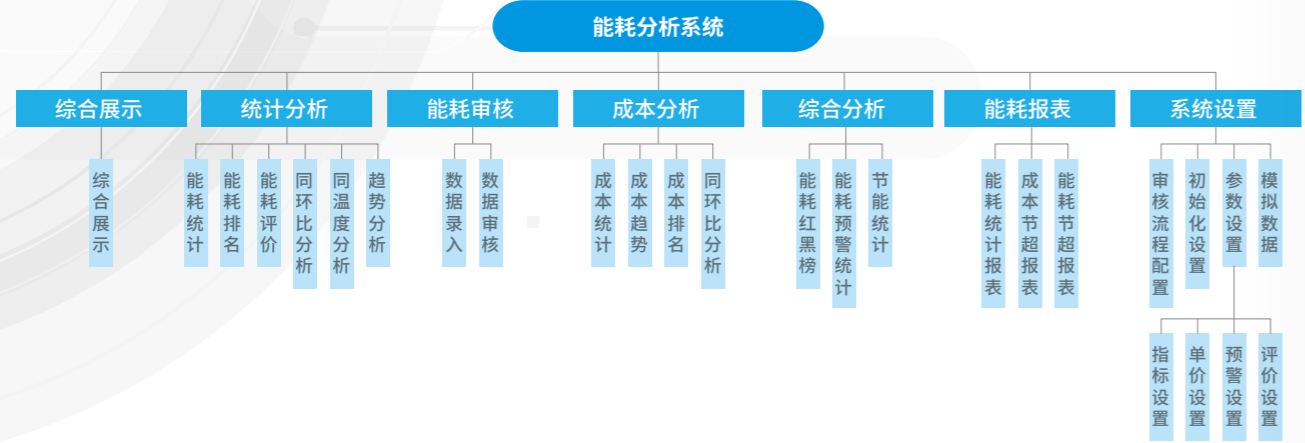 能耗分析系统
综合展示
统计分析
能耗审核
成本分析
综合分析
能耗报表
系统设置
综合展示
能耗统计
能耗排名
能耗评价
同环比分析
同温度分析
趋势分析
数据录入
数据审核
成本统计
成本趋势
成本排名
同环比分析
能耗红黑榜
能耗预警统计
节能统计
能耗统计报表
成本节超报表
能耗节超报表
审核流程配置
初始化设置
参数设置
模拟数据
指标设置
单价设置
预警设置
评价设置